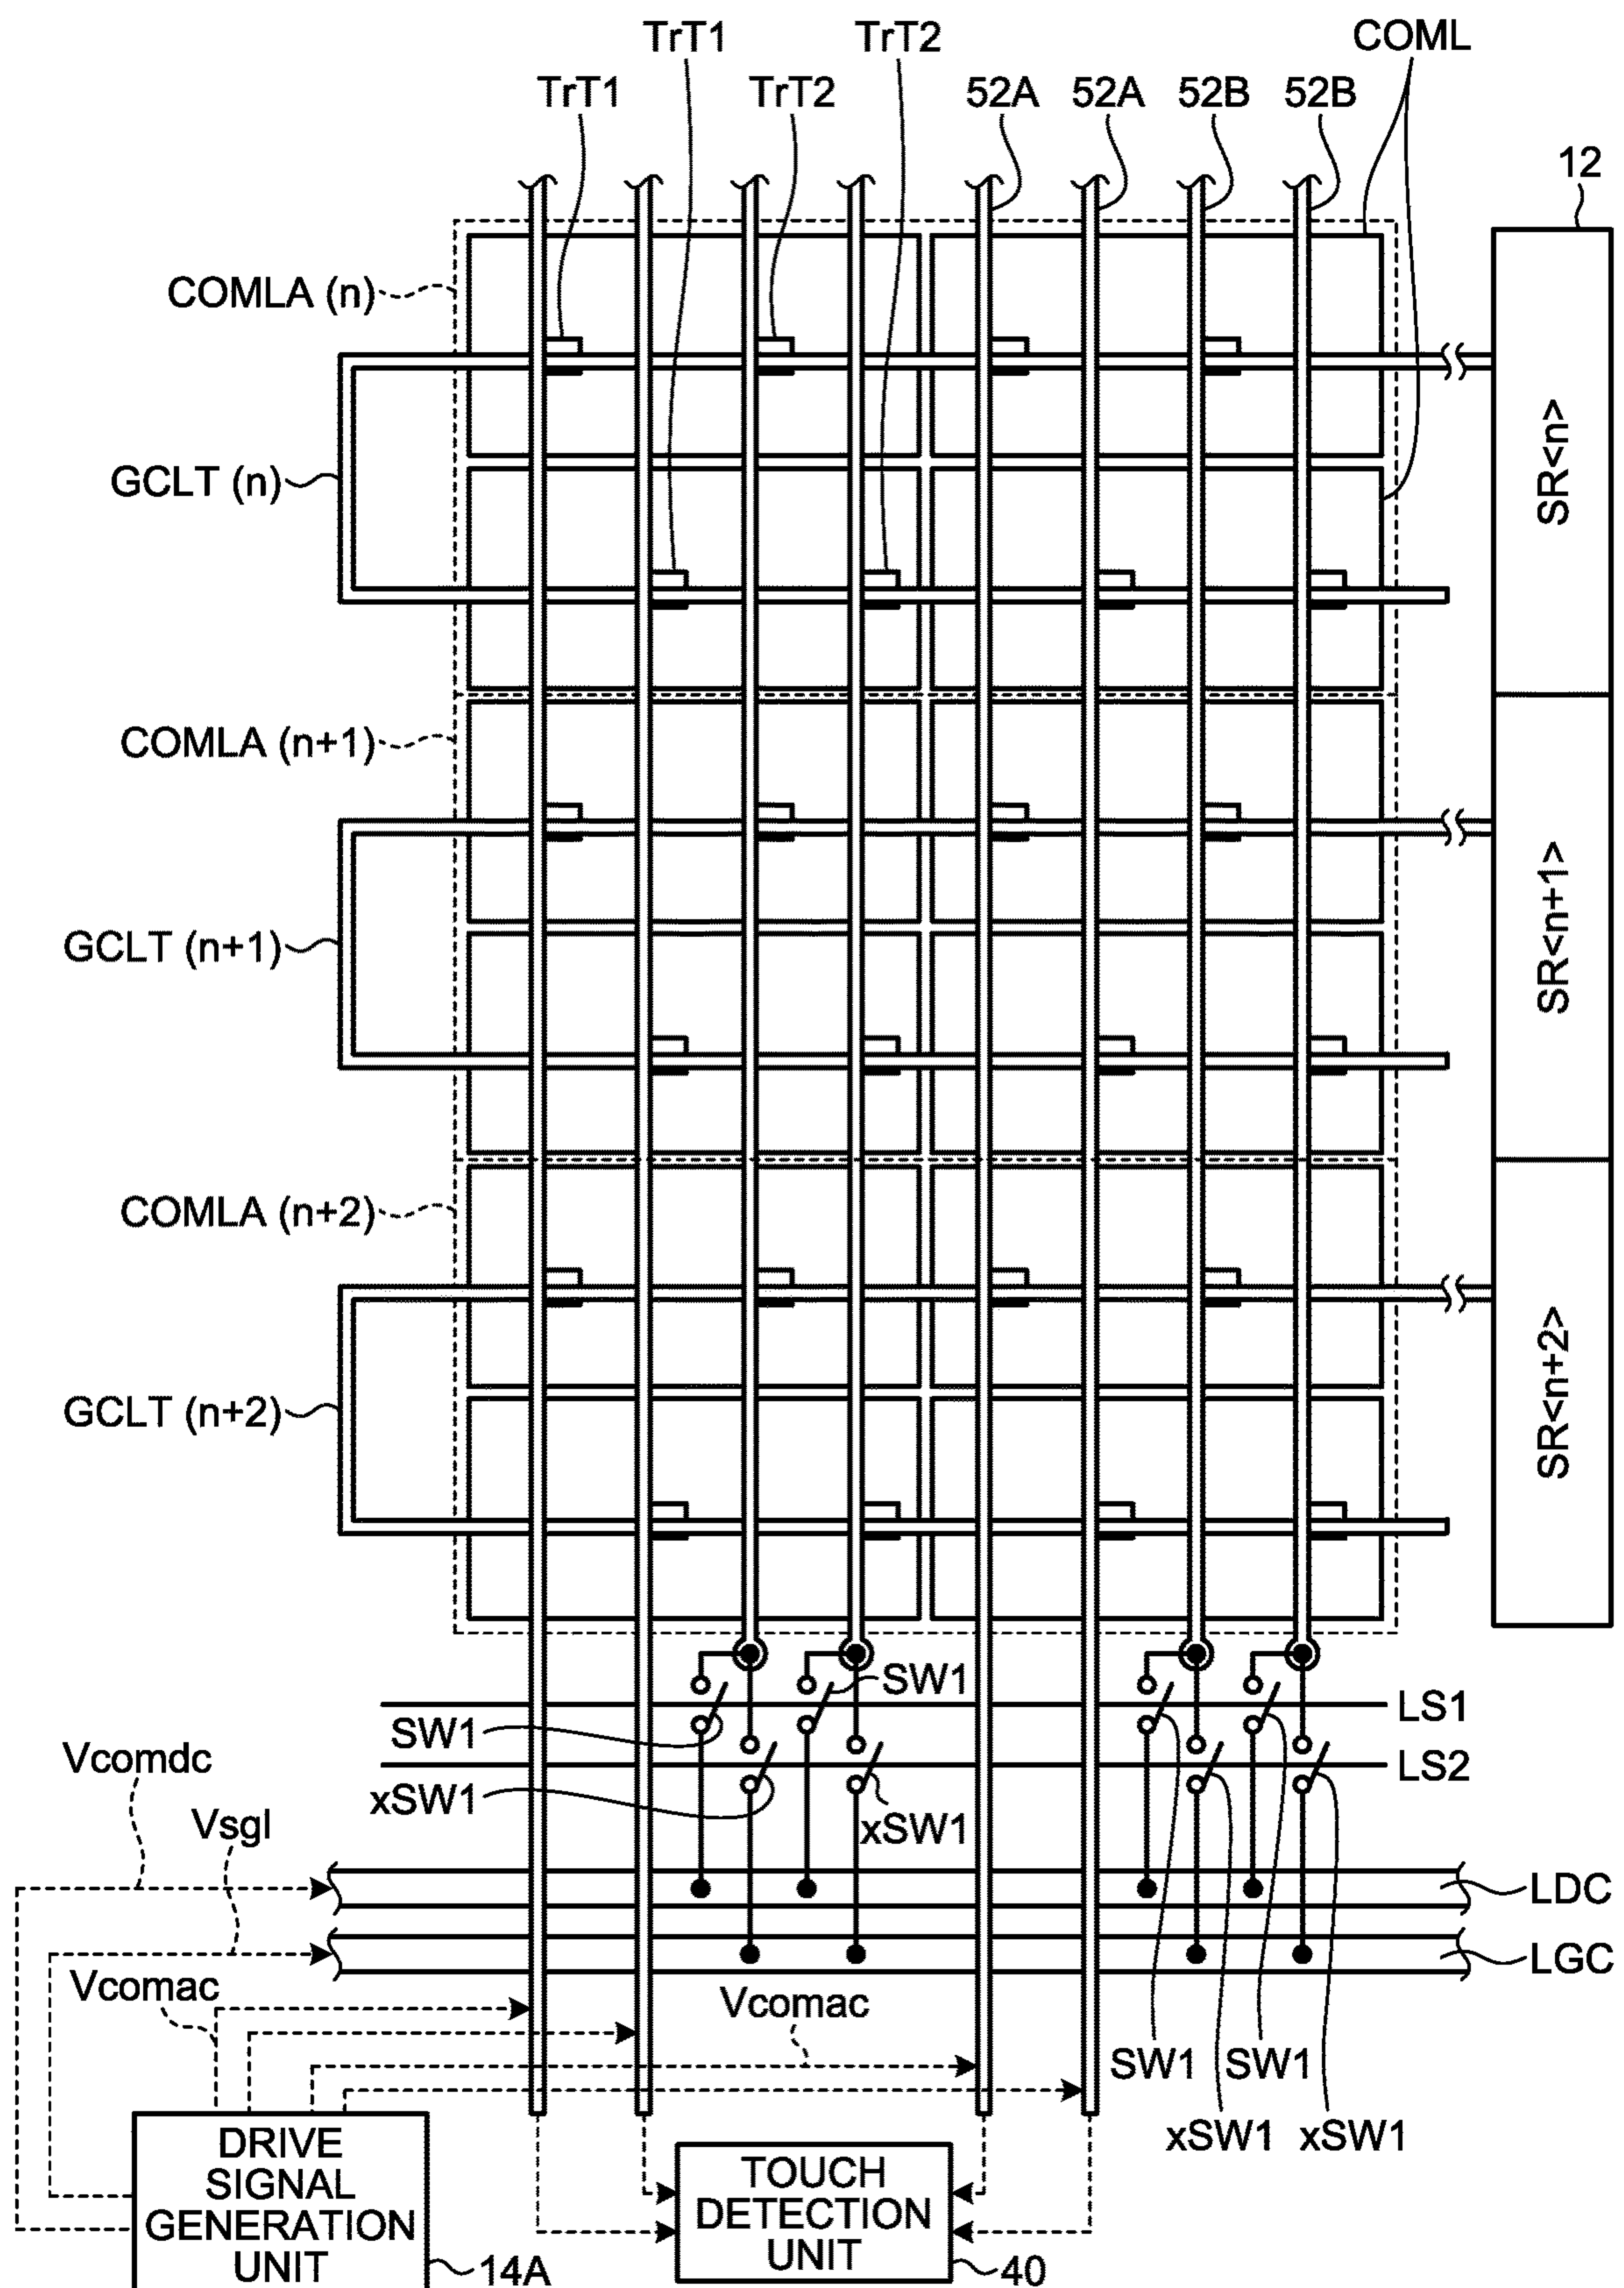 TrT1 TrT2 COML
TrT1 TrT2 52A 52A 52B 52B
12
COMLA (n)
GCLT (n)
SR<n>
COMLA (n+1)
GCLT (n+1)
SR<n+1>
COMLA (n+2)
GCLT (n+2)
SR<n+2>
SW1
LS1
SW1
Vcomdc
LS2
xSW1
Vsgl
xSW1
LDC
LGC
Vcomac
Vcomac
SW1 SW1
xSW1 xSW1
DRIVE
SIGNAL
GENERATION
UNIT
14A
TOUCH
DETECTION
UNIT
40